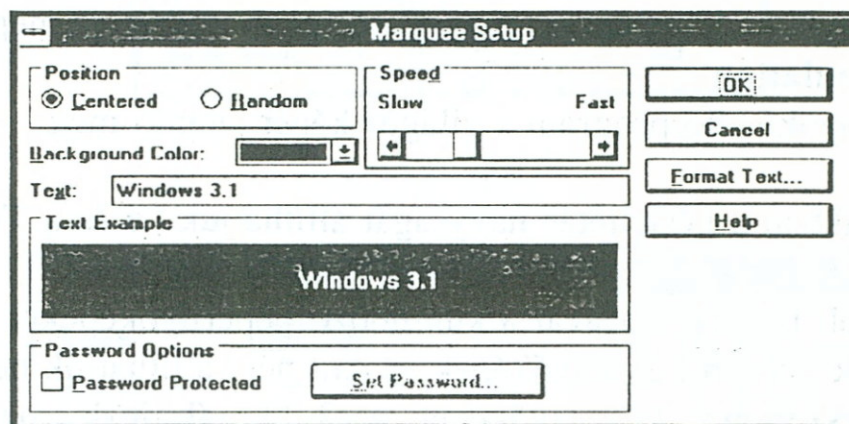 Marquee Setup
Position
Centered Random
Speed
Slow Fast
OK
Cancel
Format Text...
Help
Background Color:
Text: Windows 3.1
Text Example
Windows 3.1
Password Options
Password Protected Set Password...